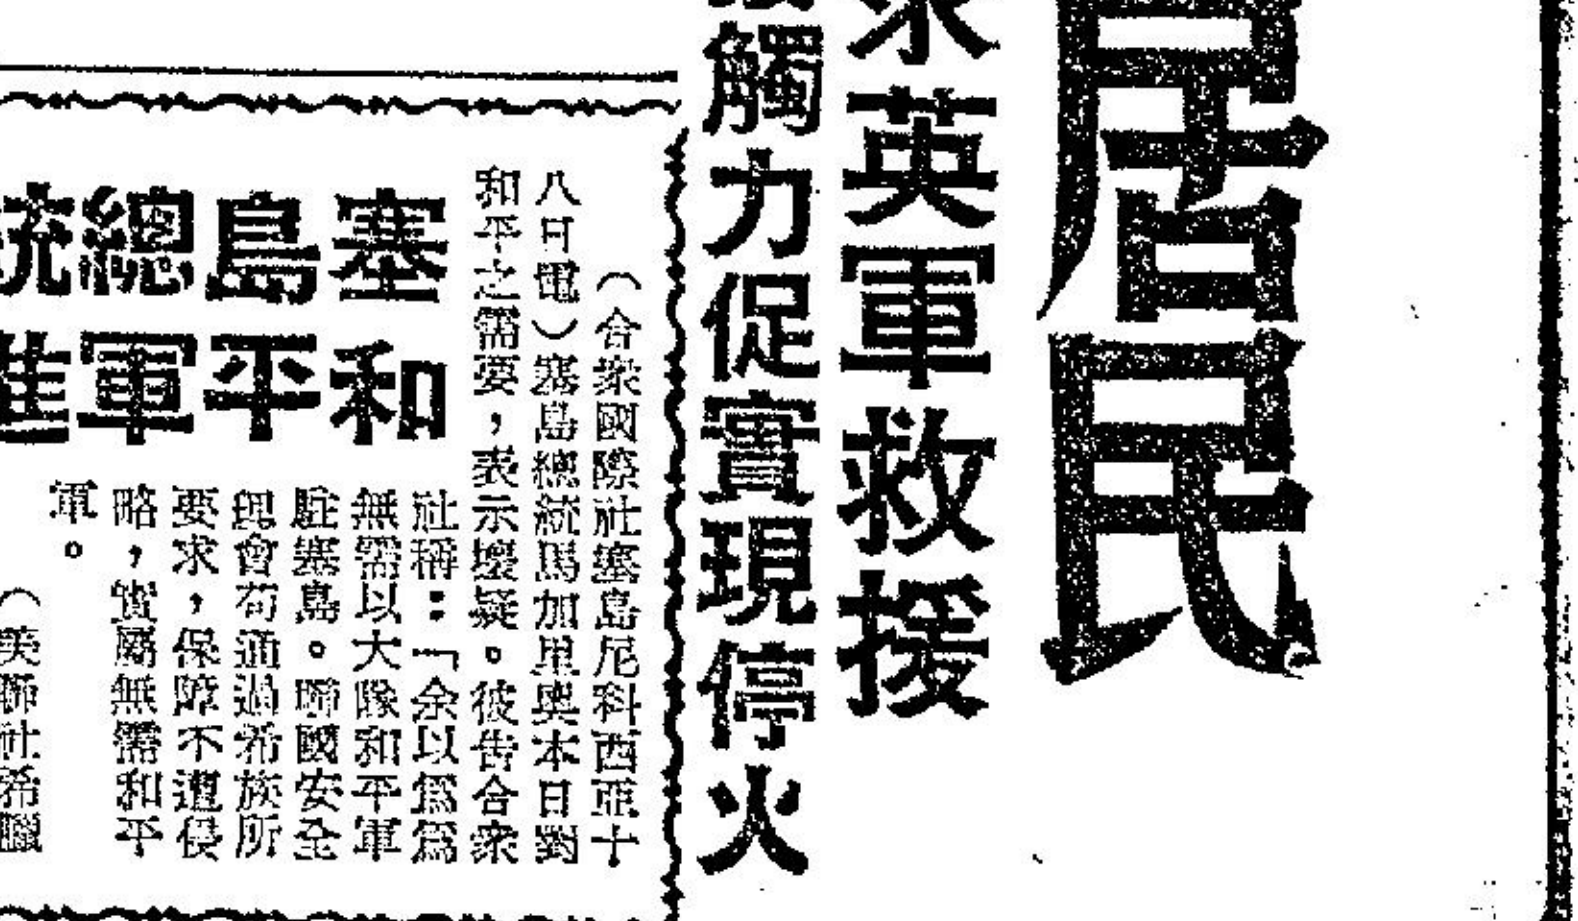 居民
求英軍救援
觸力促實現停火
（合衆國際社塞島尼科西亞十
八日電）塞島總統馬加里奧本日對
和平之需要，表示懷疑。彼告合衆
社稱：「余以爲
無需以大隊和平軍
駐塞島。聯國安全
會苟通過希族所
要求，保障不遭侵
略，實屬無需和平
軍。
塞島總統
和平軍進
（美聯社希臘